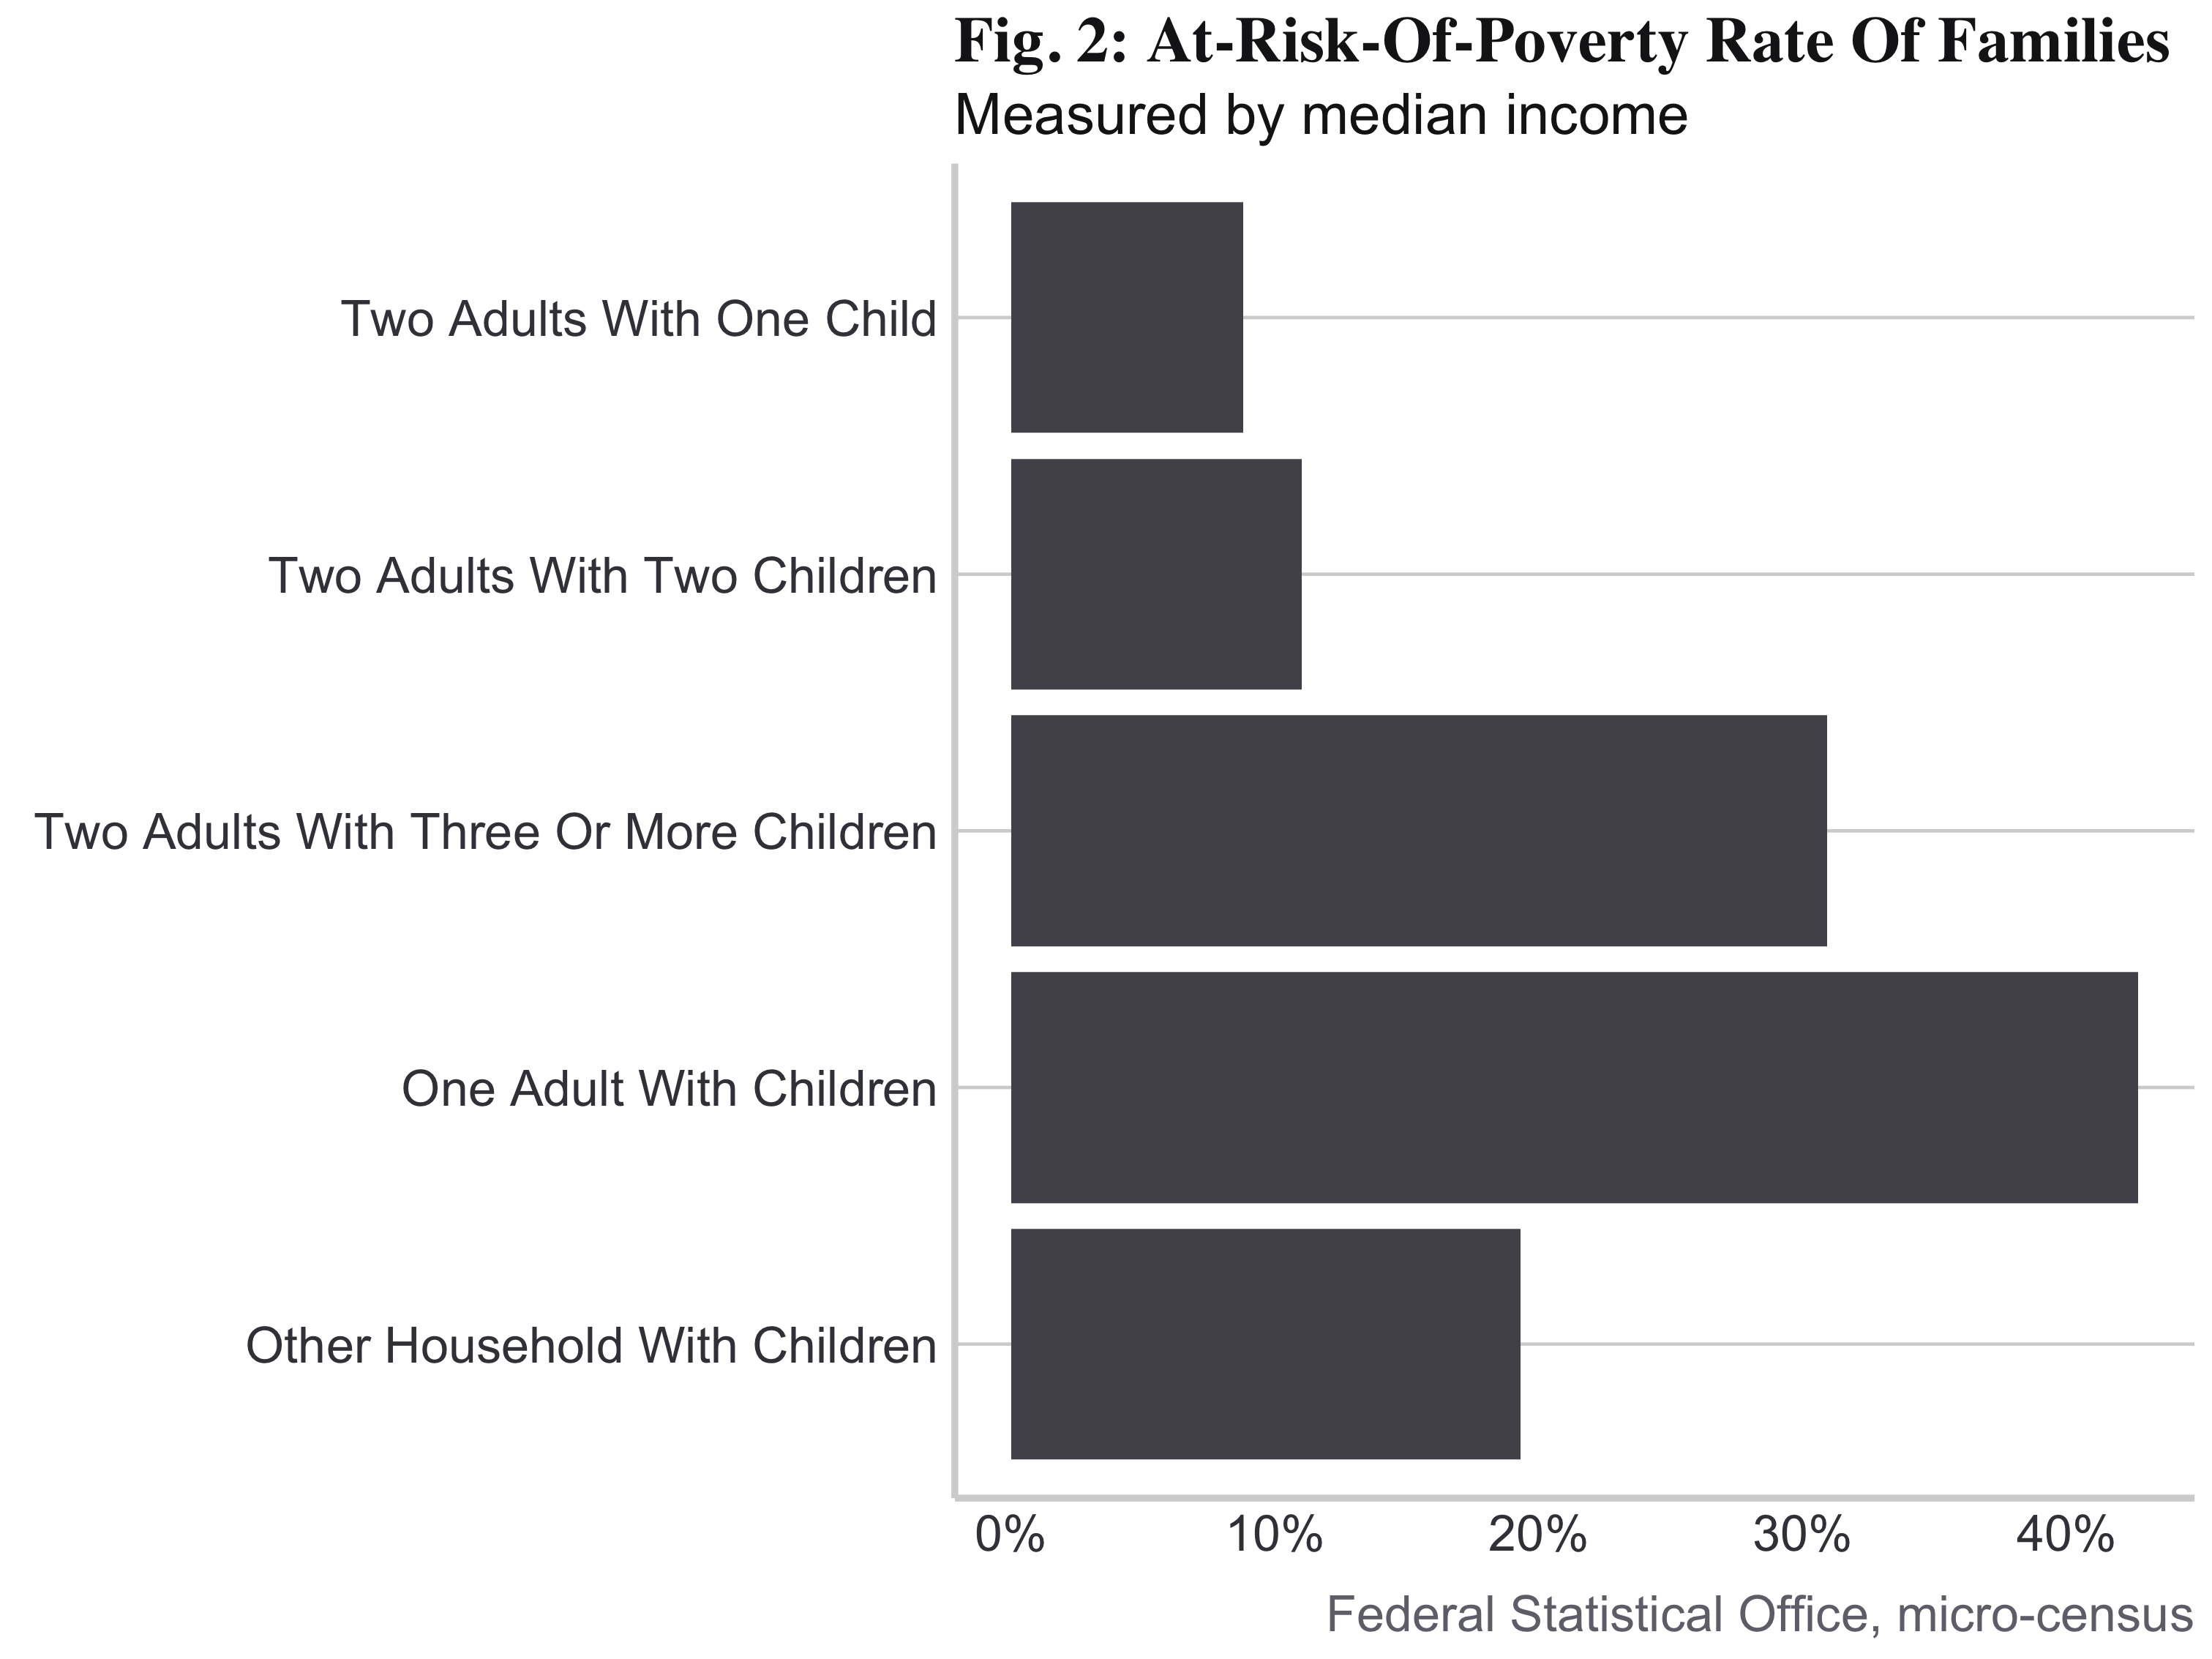 Fig. 2: At-Risk-Of-Poverty Rate Of Families
Measured by median income
Two Adults With One Child
Two Adults With Two Children
Two Adults With Three Or More Children
One Adult With Children
Other Household With Children
0% 10% 20% 30% 40%
Federal Statistical Office, micro-census